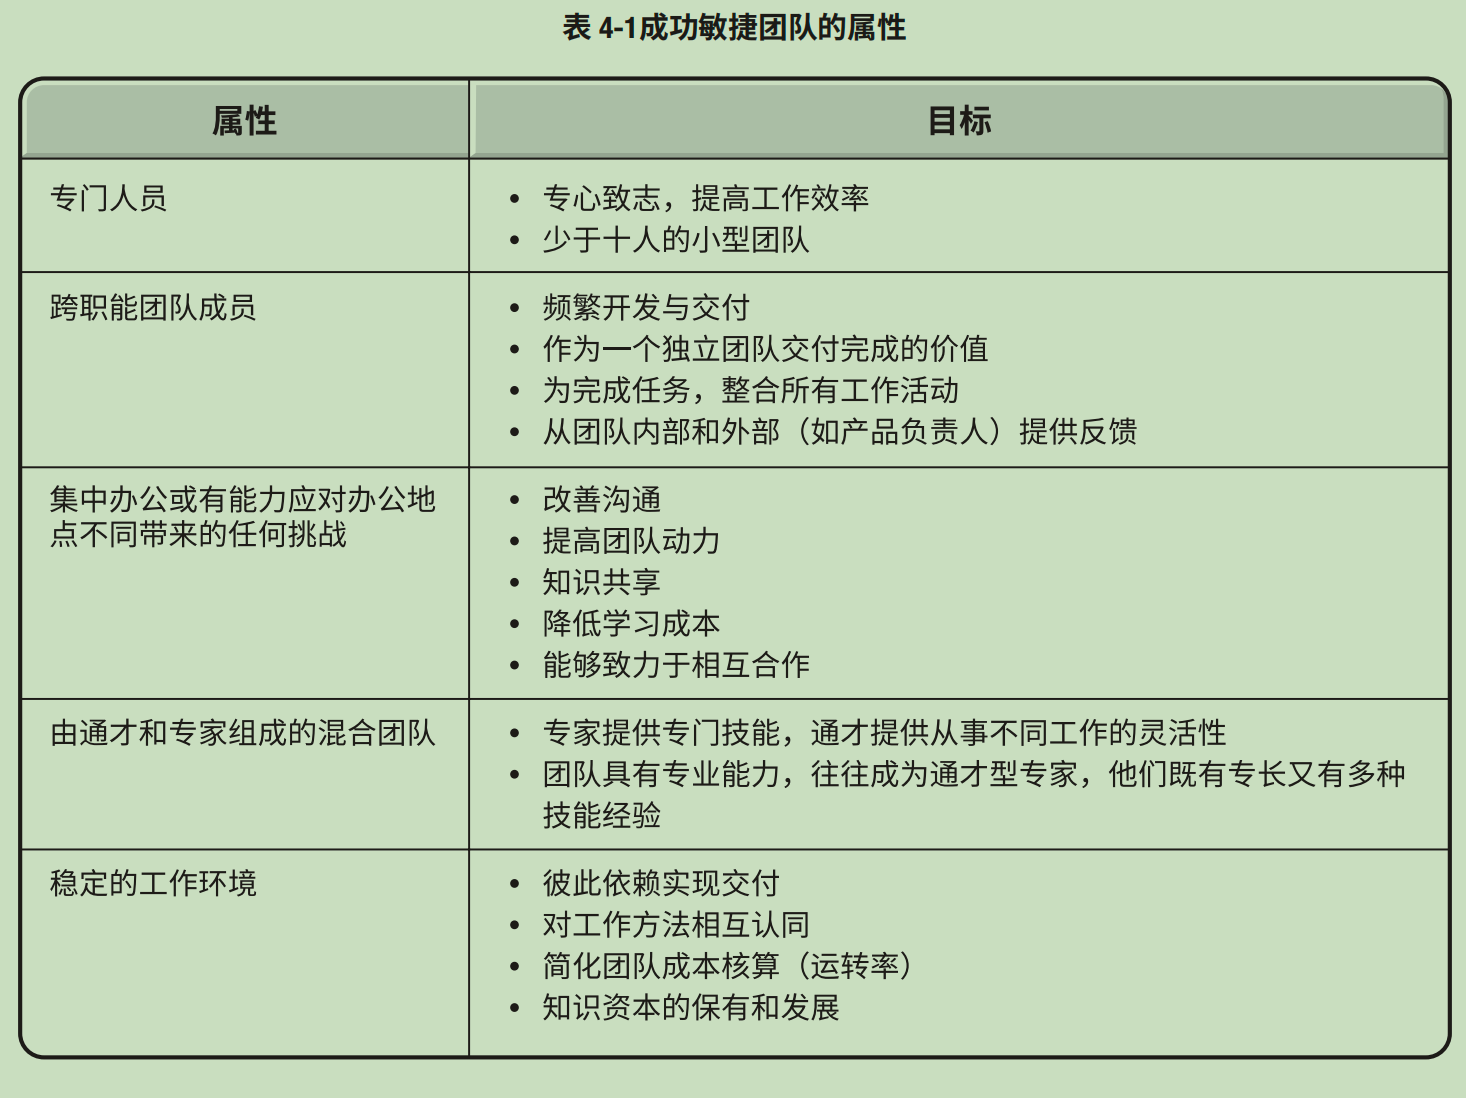 表 4-1成功敏捷团队的属性
属性
目标
专门人员
• 专心致志，提高工作效率
• 少于十人的小型团队
跨职能团队成员
• 频繁开发与交付
• 作为一个独立团队交付完成的价值
• 为完成任务，整合所有工作活动
• 从团队内部和外部（如产品负责人）提供反馈
集中办公或有能力应对办公地
点不同带来的任何挑战
• 改善沟通
• 提高团队动力
• 知识共享
• 降低学习成本
• 能够致力于相互合作
由通才和专家组成的混合团队
• 专家提供专门技能，通才提供从事不同工作的灵活性
• 团队具有专业能力，往往成为通才型专家，他们既有专长又有多种
技能经验
稳定的工作环境
• 彼此依赖实现交付
• 对工作方法相互认同
• 简化团队成本核算（运转率）
• 知识资本的保有和发展